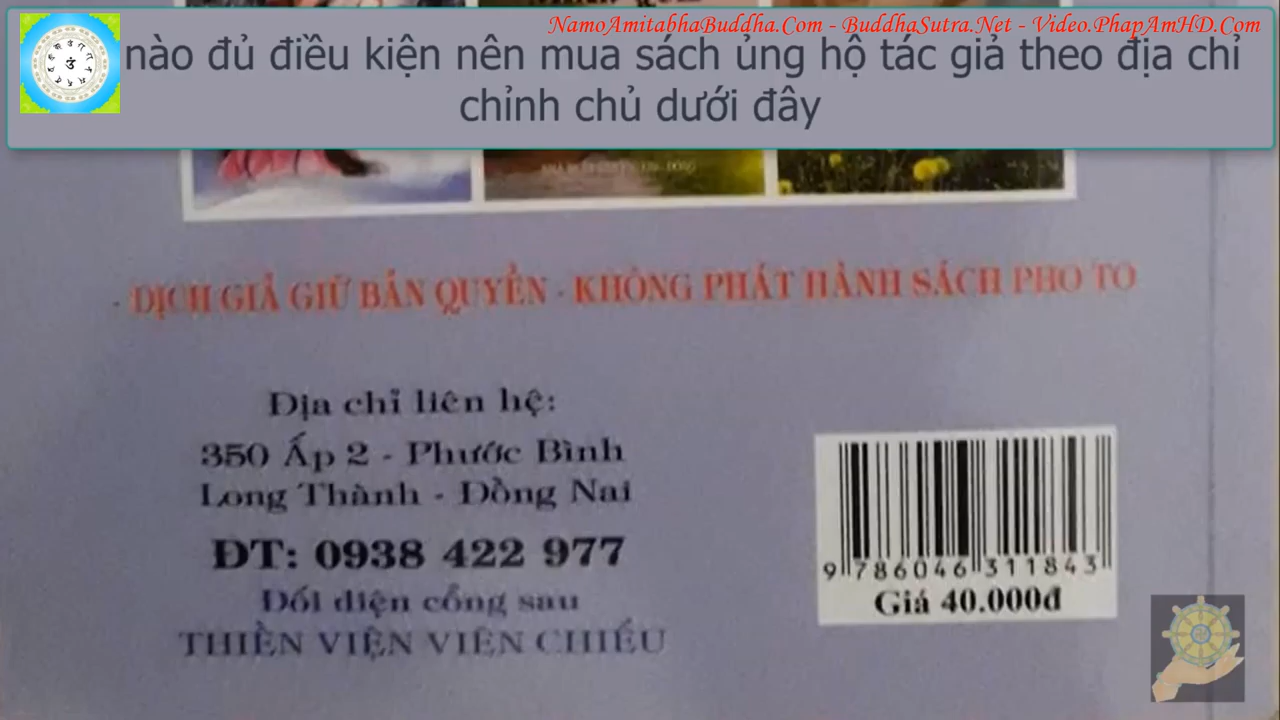 NamoAmitabhaBuddha.Com - BuddhaSutra.Net - Video.PhapAmHD.Com
nào đủ điều kiện nên mua sách ủng hộ tác giả theo địa chỉ
chỉnh chủ dưới đây
- DỊCH GIẢ GIỮ BẢN QUYỀN - KHÔNG PHÁT HÀNH SÁCH PHO TO
Địa chỉ liên hệ:
350 Ấp 2 - Phước Bình
Long Thành - Đồng Nai
ĐT: 0938 422 977
Đối diện cổng sau
THIỀN VIỆN VIÊN CHIẾU
9 786046 311843
Giá 40.000đ